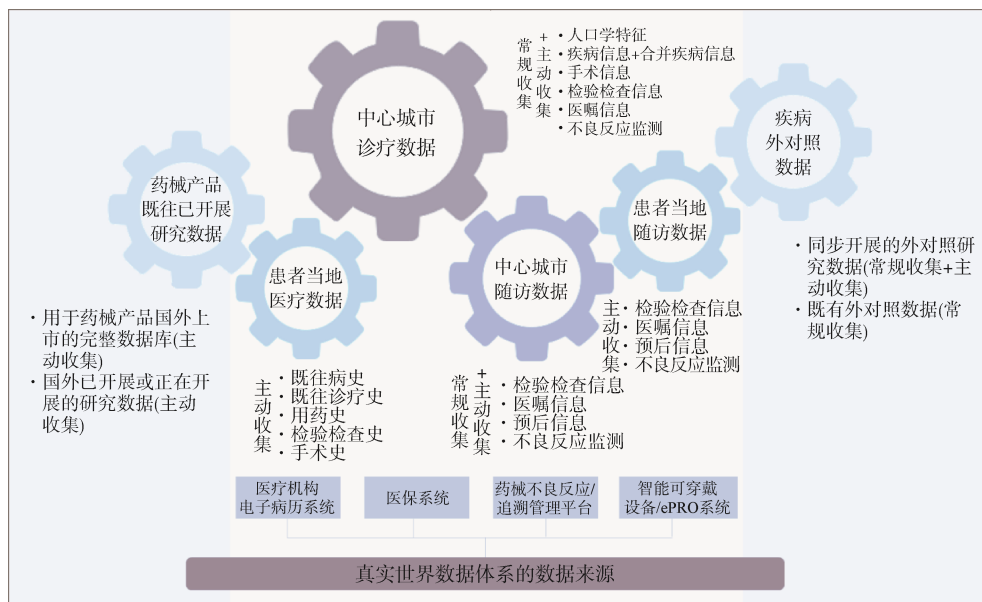 常规收集
+主动收集
·人口学特征
·疾病信息+合并疾病信息
·手术信息
·检验检查信息
·医嘱信息
·不良反应监测
中心城市
诊疗数据
疾病
外对照
数据
药械产品
既往已开展
研究数据
患者当地
医疗数据
中心城市
随访数据
患者当地
随访数据
·用于药械产品国外上
市的完整数据库(主
动收集)
·国外已开展或正在开
展的研究数据(主动
收集)
主动收集
·既往病史
·既往诊疗史
·用药史
·检验检查史
·手术史
常规收集
+主动收集
·检验检查信息
·医嘱信息
·预后信息
·不良反应监测
主动收集
·检验检查信息
·医嘱信息
·预后信息
·不良反应监测
·同步开展的外对照研
究数据(常规收集+主
动收集)
·既有外对照数据(常
规收集)
医疗机构
电子病历系统
医保系统
药械不良反应/
追溯管理平台
智能可穿戴
设备/ePRO系统
真实世界数据体系的数据来源